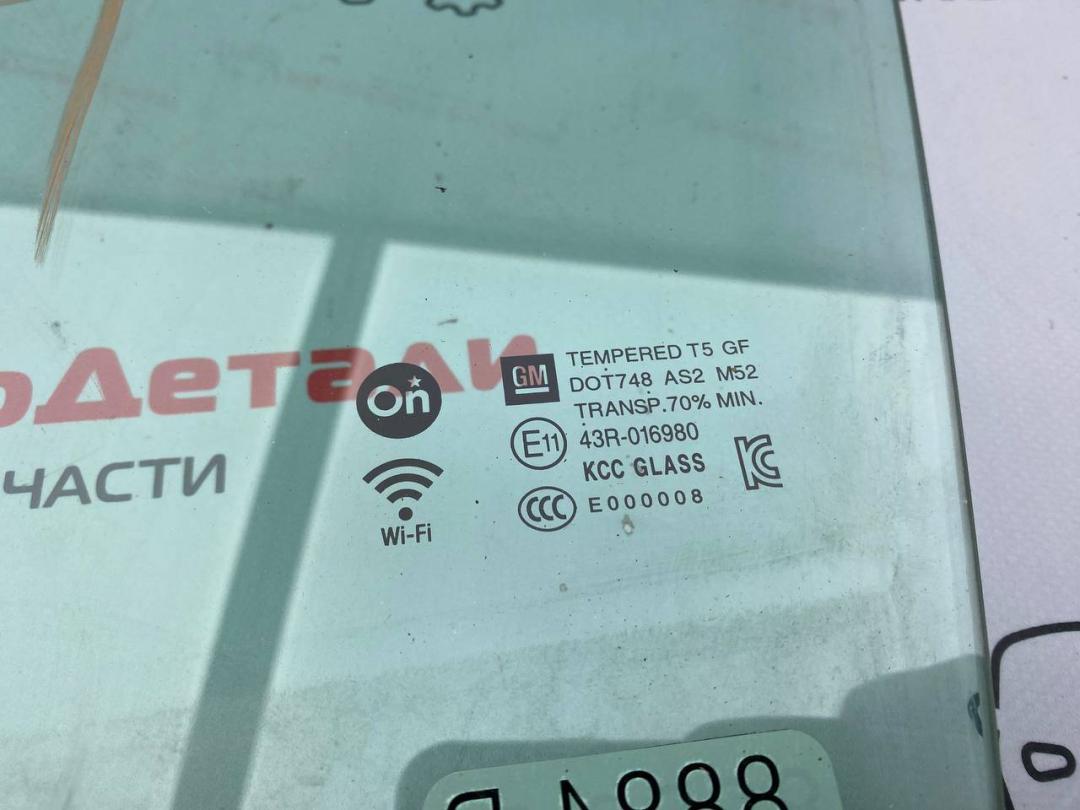 оДетали
ЧАСТИ
On
Wi-Fi
GM
TEMPERED T5 GF
DOT748 AS2 M52
TRANSP.70% MIN.
E11 43R-016980
KCC GLASS
CCC E000008
KC